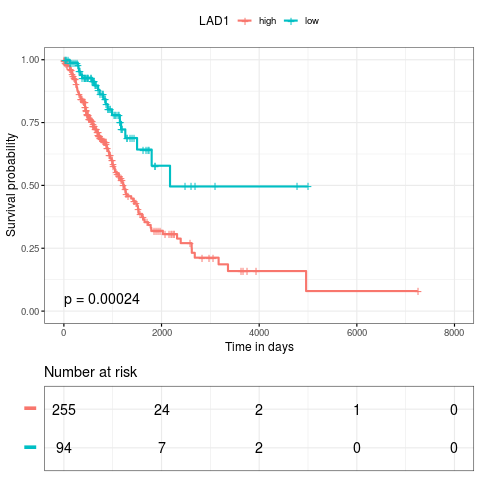 LAD1 high low
1.00
0.75
0.50
0.25
0.00
Survival probability
p = 0.00024
0 2000 4000 6000 8000
Time in days
Number at risk
255 24 2 1 0
94 7 2 0 0